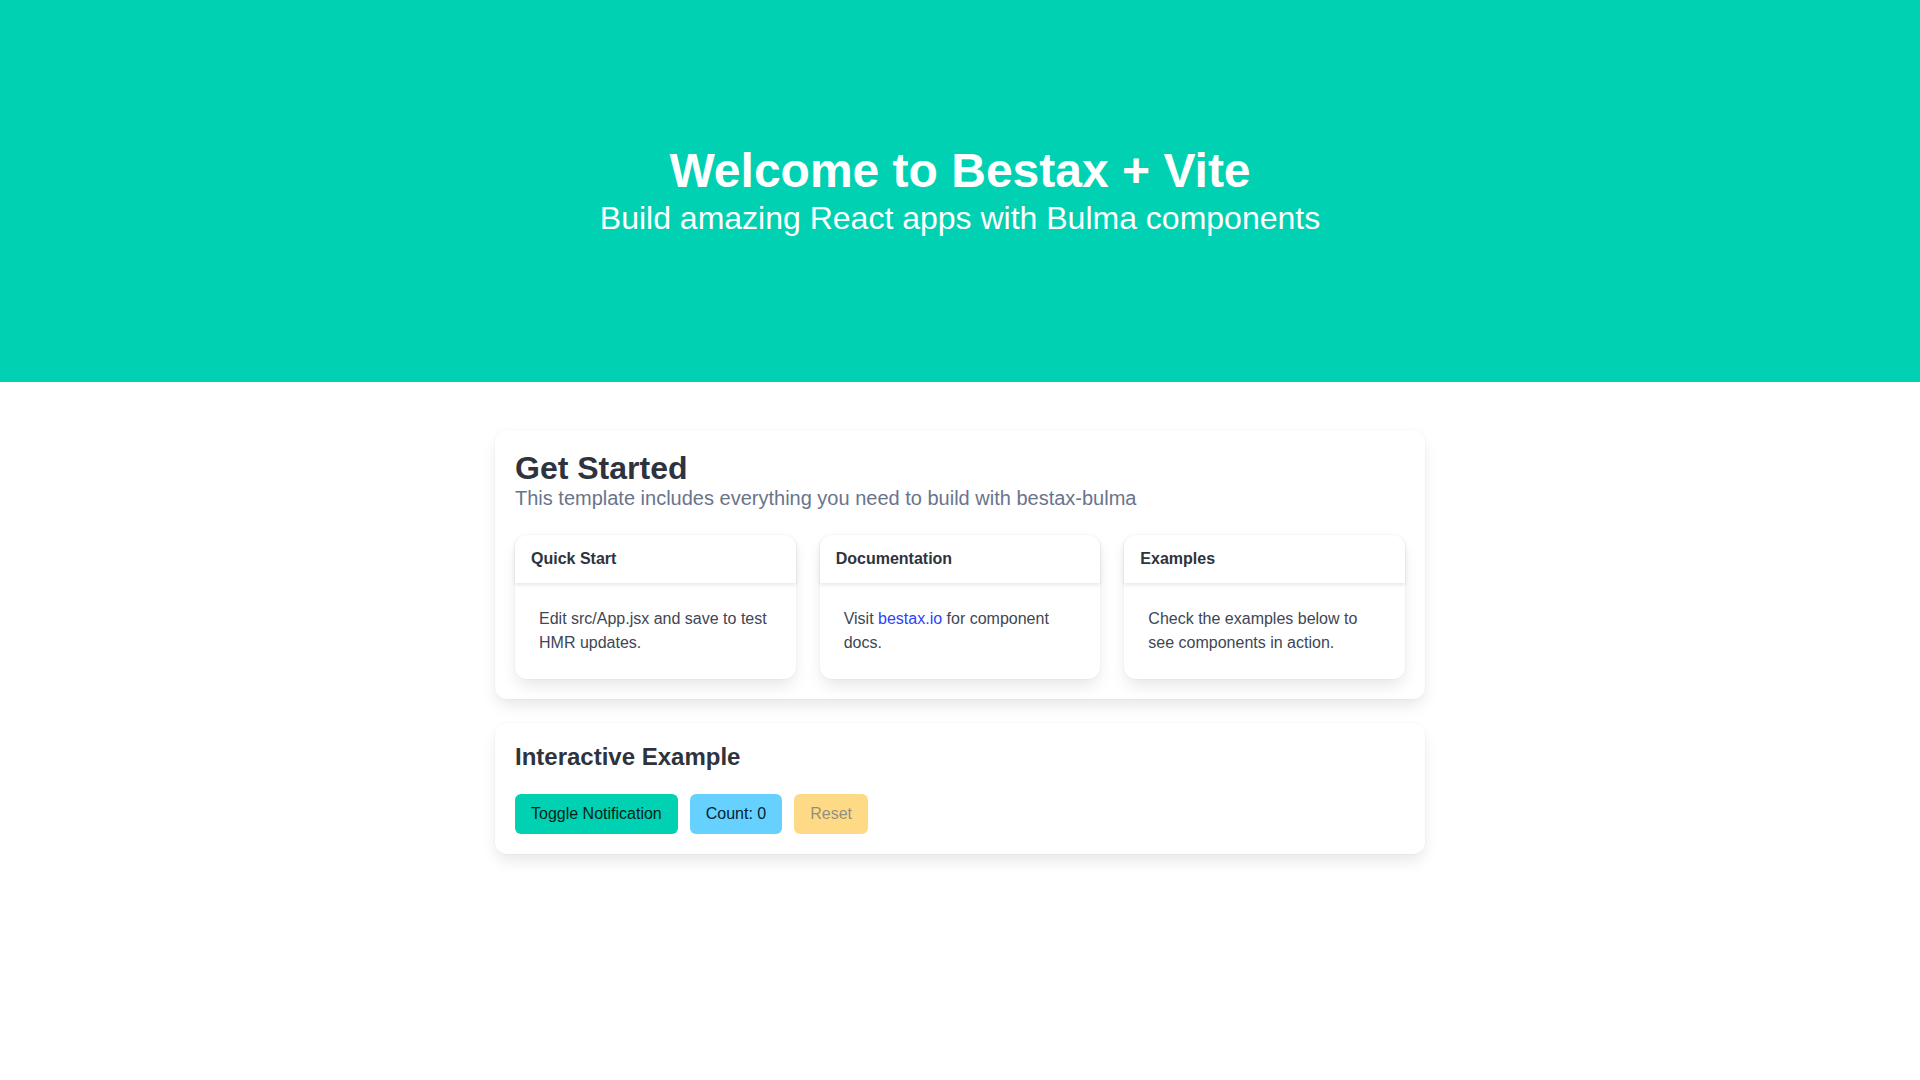 Welcome to Bestax + Vite
Build amazing React apps with Bulma components
Get Started
This template includes everything you need to build with bestax-bulma
Quick Start
Edit src/App.jsx and save to test
HMR updates.
Documentation
Visit bestax.io for component
docs.
Examples
Check the examples below to
see components in action.
Interactive Example
Toggle Notification
Count: 0
Reset